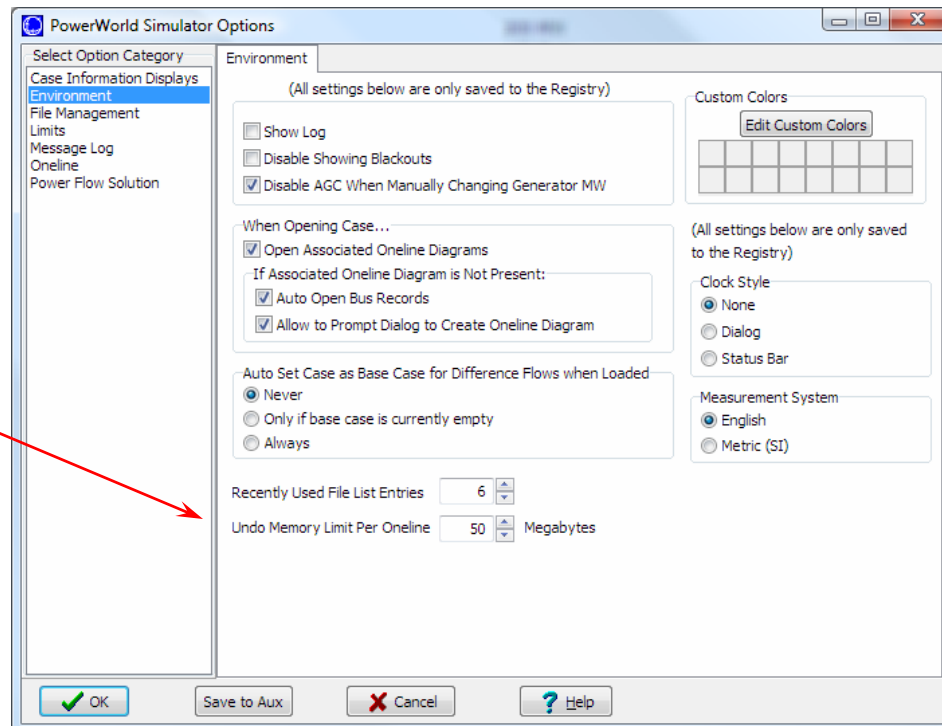 PowerWorld Simulator Options
Select Option Category
Case Information Displays
Environment
File Management
Limits
Message Log
Oneline
Power Flow Solution
Environment
(All settings below are only saved to the Registry)
Show Log
Disable Showing Blackouts
Disable AGC When Manually Changing Generator MW
When Opening Case...
Open Associated Oneline Diagrams
If Associated Oneline Diagram is Not Present:
Auto Open Bus Records
Allow to Prompt Dialog to Create Oneline Diagram
Auto Set Case as Base Case for Difference Flows when Loaded
Never
Only if base case is currently empty
Always
Recently Used File List Entries 6
Undo Memory Limit Per Oneline 50 Megabytes
Custom Colors
Edit Custom Colors
(All settings below are only saved
to the Registry)
Clock Style
None
Dialog
Status Bar
Measurement System
English
Metric (SI)
OK Save to Aux Cancel Help